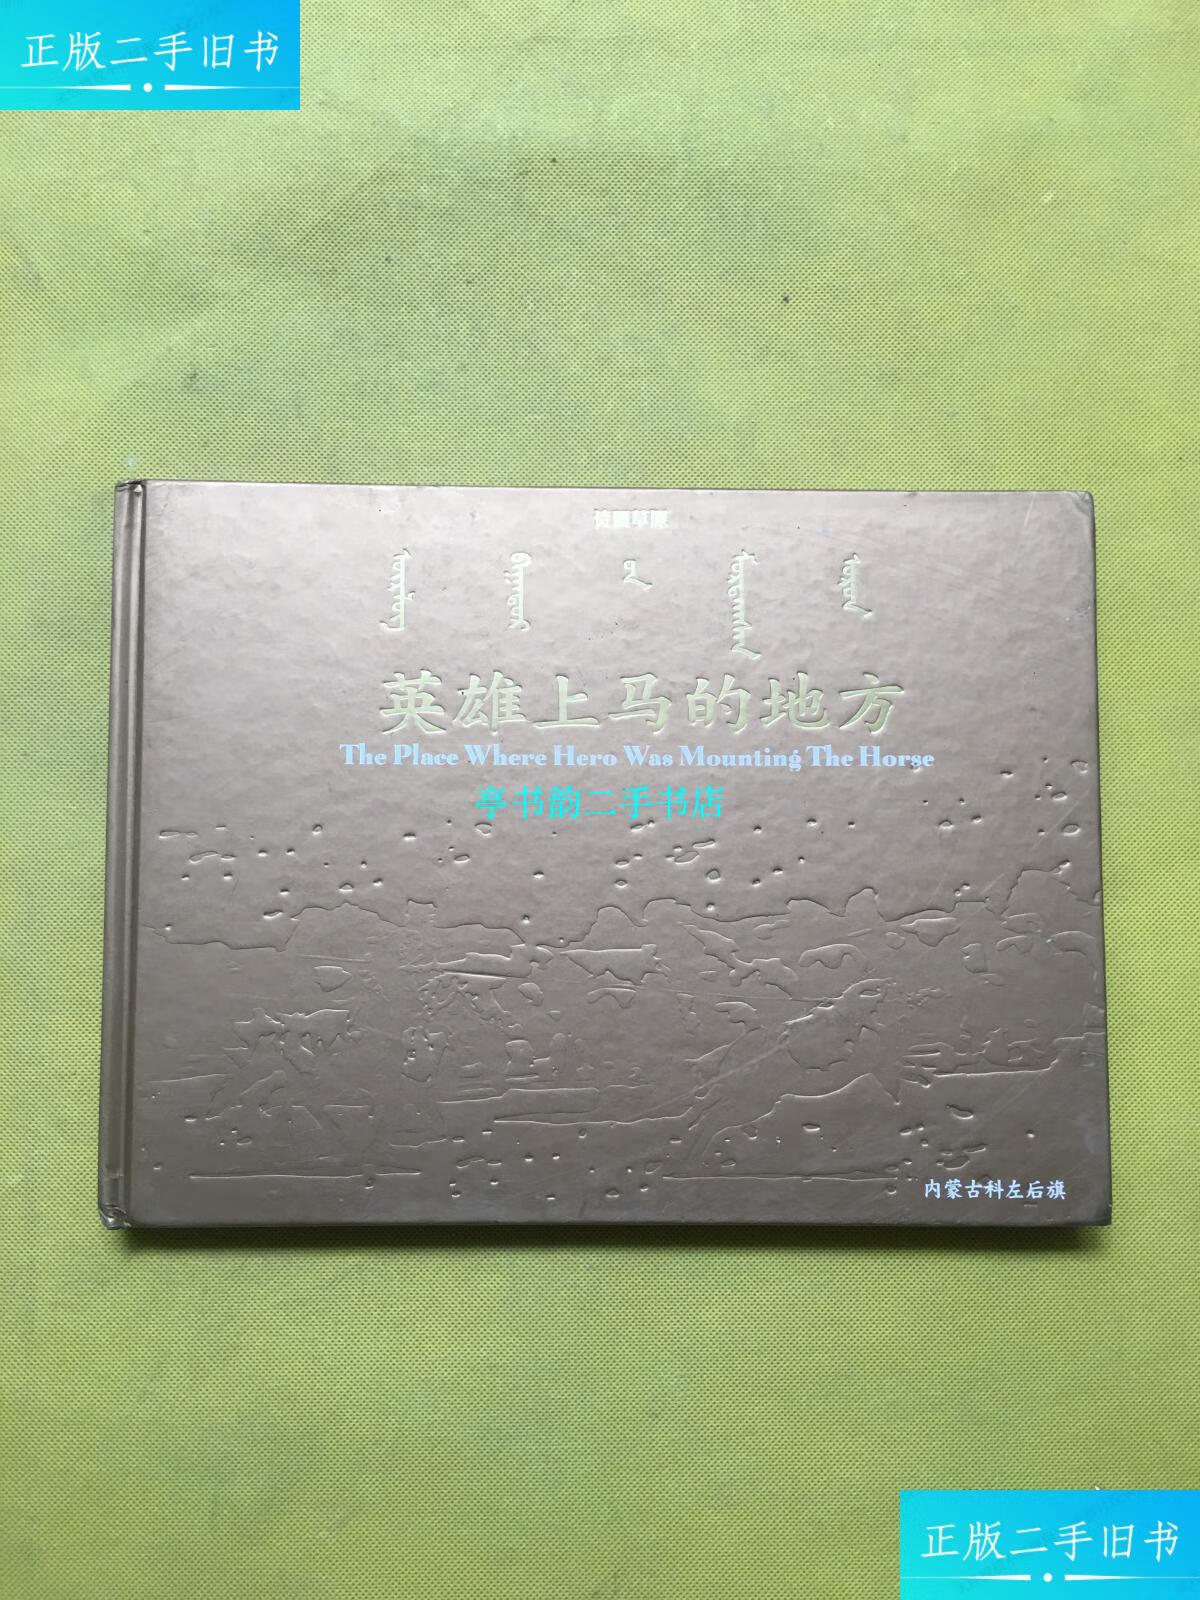 正版二手旧书
诗画草原
英雄上马的地方
The Place Where Hero Was Mounting The Horse
亭书韵二手书店
内蒙古科左后旗
正版二手旧书